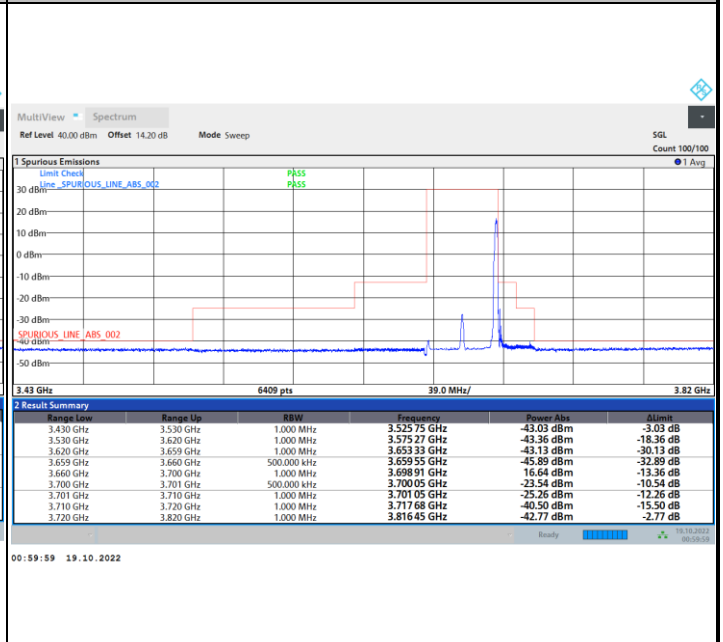 MultiView Spectrum
Ref Level 40.00 dBm Offset 14.20 dB Mode Sweep SGL
Count 100/100
1 Spurious Emissions 1 Avg
Limit Check PASS
Line _SPURIOUS_LINE_ABS_002 PASS
30 dBm
20 dBm
10 dBm
0 dBm
-10 dBm
-20 dBm
-30 dBm
SPURIOUS_LINE_ABS_002
-40 dBm
-50 dBm
3.43 GHz 6409 pts 39.0 MHz/ 3.82 GHz
2 Result Summary
Range Low Range Up RBW Frequency Power Abs ΔLimit
3.430 GHz 3.530 GHz 1.000 MHz 3.525 75 GHz -43.03 dBm -3.03 dB
3.530 GHz 3.620 GHz 1.000 MHz 3.575 27 GHz -43.36 dBm -18.36 dB
3.620 GHz 3.659 GHz 1.000 MHz 3.653 33 GHz -43.13 dBm -30.13 dB
3.659 GHz 3.660 GHz 500.000 kHz 3.659 55 GHz -45.89 dBm -32.89 dB
3.660 GHz 3.700 GHz 1.000 MHz 3.698 91 GHz 16.64 dBm -13.36 dB
3.700 GHz 3.701 GHz 500.000 kHz 3.700 05 GHz -23.54 dBm -10.54 dB
3.701 GHz 3.710 GHz 1.000 MHz 3.701 05 GHz -25.26 dBm -12.26 dB
3.710 GHz 3.720 GHz 1.000 MHz 3.717 68 GHz -40.50 dBm -15.50 dB
3.720 GHz 3.820 GHz 1.000 MHz 3.816 45 GHz -42.77 dBm -2.77 dB
Ready 19.10.2022
00:59:59
00:59:59 19.10.2022